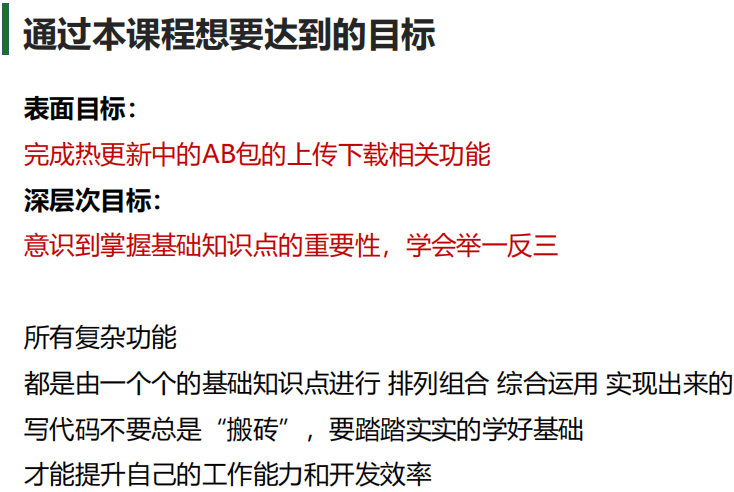 通过本课程想要达到的目标
表面目标：
完成热更新中的AB包的上传下载相关功能
深层次目标：
意识到掌握基础知识点的重要性，学会举一反三
所有复杂功能
都是由一个个的基础知识点进行 排列组合 综合运用 实现出来的
写代码不要总是“搬砖”，要踏踏实实的学好基础
才能提升自己的工作能力和开发效率